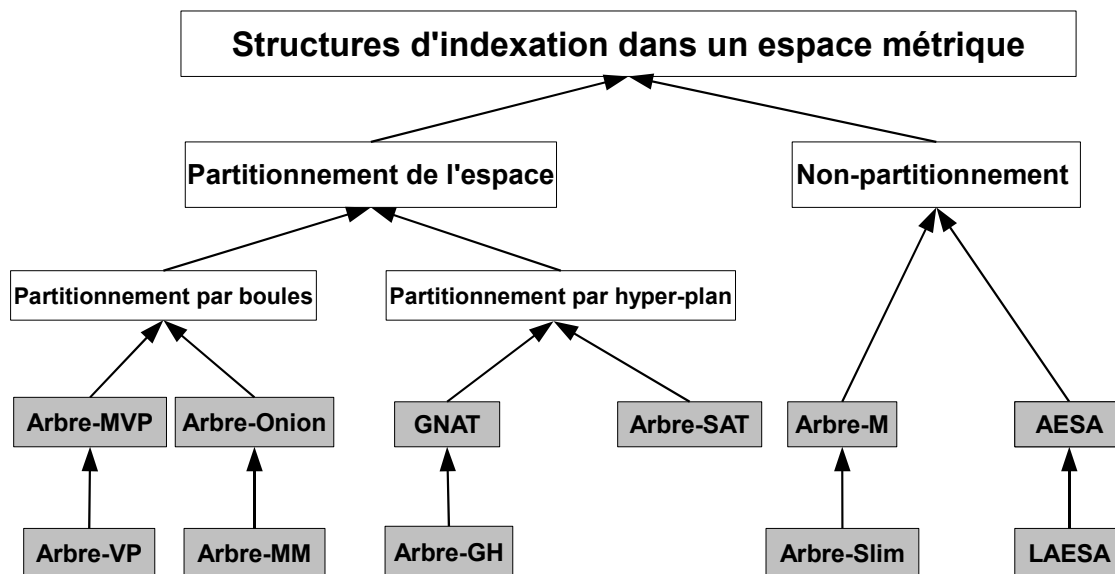 Structures d'indexation dans un espace métrique
Partitionnement de l'espace
Non-partitionnement
Partitionnement par boules
Partitionnement par hyper-plan
Arbre-MVP
Arbre-Onion
GNAT
Arbre-SAT
Arbre-M
AESA
Arbre-VP
Arbre-MM
Arbre-GH
Arbre-Slim
LAESA